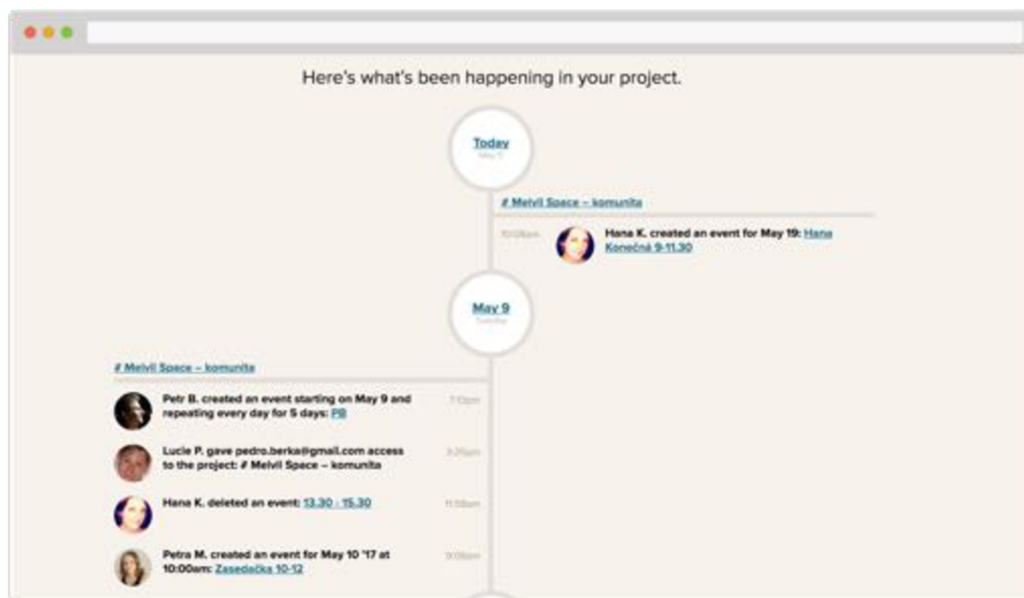 Here's what's been happening in your project.
Today
# Melvil Space – komunita
10:08am
Hana K. created an event for May 19: Hana
Konečná 9-11.30
May 9
Tuesday
# Melvil Space – komunita
Petr B. created an event starting on May 9 and
repeating every day for 5 days: PB
Lucie P. gave pedro.berka@gmail.com access
to the project: # Melvil Space – komunita
Hana K. deleted an event: 13.30 - 15.30
Petra M. created an event for May 10 '17 at
10:00am: Zasedačka 10-12